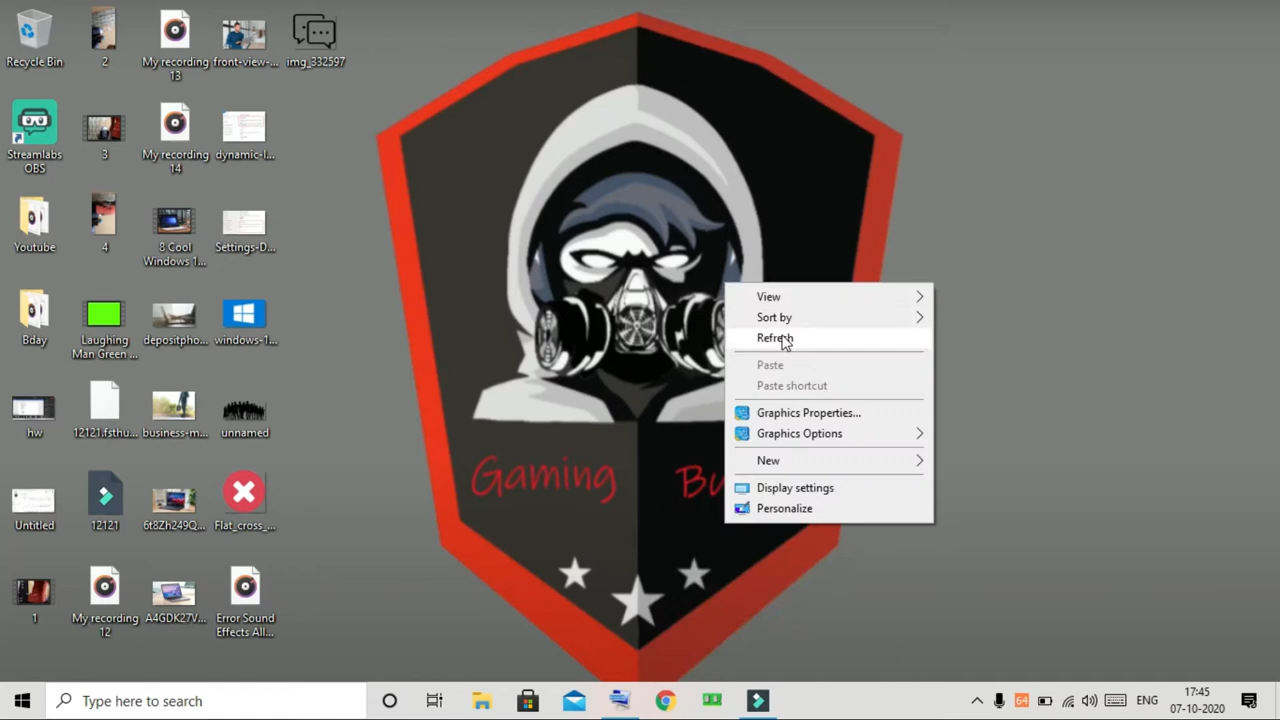 Recycle Bin
2
My recording
13
front-view-...
img_332597
Streamlabs
OBS
3
My recording
14
dynamic-l...
Youtube
4
8 Cool
Windows 1...
Settings-D...
Bday
Laughing
Man Green ...
depositpho...
windows-1...
hw
12121.fsthu...
business-m...
unnamed
Untitled
12121
6t8Zh249Q...
Flat_cross_...
1
My recording
12
A4GDK27V...
Error Sound
Effects All...
Gaming Bu
View
Sort by
Refresh
Paste
Paste shortcut
Graphics Properties...
Graphics Options
New
Display settings
Personalize
Type here to search
64
ENG
17:45
07-10-2020